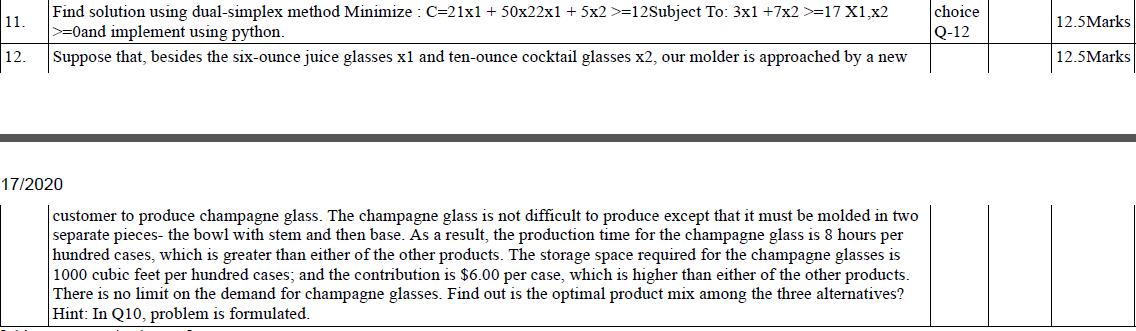 11. Find solution using dual-simplex method Minimize : C=21x1 + 50x22x1 + 5x2 >=12Subject To: 3x1 +7x2 >=17 X1,x2 choice 12.5Marks
>=0and implement using python. Q-12
12. Suppose that, besides the six-ounce juice glasses x1 and ten-ounce cocktail glasses x2, our molder is approached by a new 12.5Marks
17/2020
customer to produce champagne glass. The champagne glass is not difficult to produce except that it must be molded in two
separate pieces- the bowl with stem and then base. As a result, the production time for the champagne glass is 8 hours per
hundred cases, which is greater than either of the other products. The storage space required for the champagne glasses is
1000 cubic feet per hundred cases; and the contribution is $6.00 per case, which is higher than either of the other products.
There is no limit on the demand for champagne glasses. Find out is the optimal product mix among the three alternatives?
Hint: In Q10, problem is formulated.